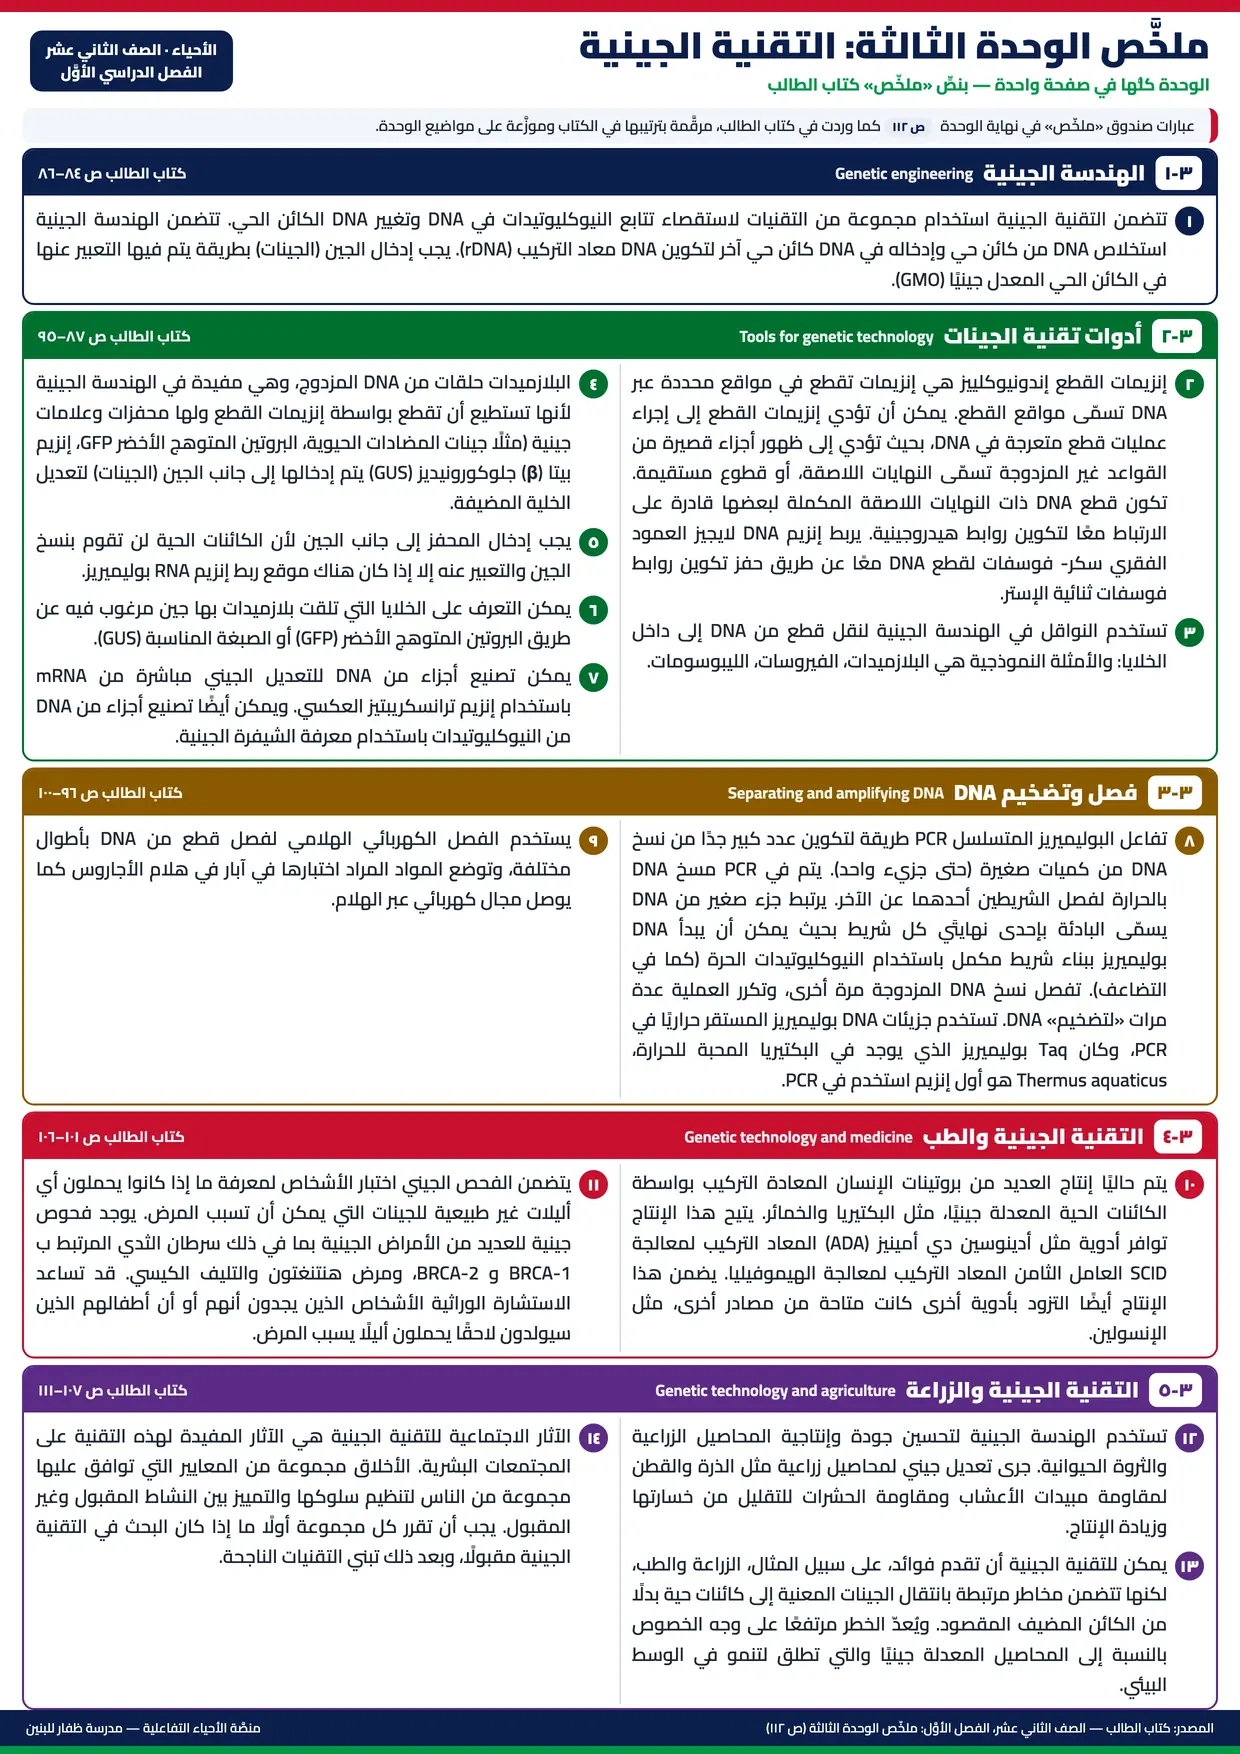 ملخَّص الوحدة الثالثة: التقنية الجينية
الوحدة كلّها في صفحة واحدة — بنصِّ «ملخّص» كتاب الطالب
الأحياء · الصف الثاني عشر
الفصل الدراسي الأوَّل
عبارات صندوق «ملخّص» في نهاية الوحدة ص ١١٢ كما وردت في كتاب الطالب، مرقَّمة بترتيبها في الكتاب وموزَّعة على مواضيع الوحدة.
٣-١ الهندسة الجينية Genetic engineering كتاب الطالب ص ٨٤–٨٦
١ تتضمن التقنية الجينية استخدام مجموعة من التقنيات لاستقصاء تتابع النيوكليوتيدات في DNA وتغيير DNA الكائن الحي. تتضمن الهندسة الجينية
استخلاص DNA من كائن حي وإدخاله في DNA كائن حي آخر لتكوين DNA معاد التركيب (rDNA). يجب إدخال الجين (الجينات) بطريقة يتم فيها التعبير عنها
في الكائن الحي المعدل جينيًا (GMO).
٣-٢ أدوات تقنية الجينات Tools for genetic technology كتاب الطالب ص ٨٧–٩٥
٢ إنزيمات القطع إندونيوكلييز هي إنزيمات تقطع في مواقع محددة عبر
DNA تسمّى مواقع القطع. يمكن أن تؤدي إنزيمات القطع إلى إجراء
عمليات قطع متعرجة في DNA، بحيث تؤدي إلى ظهور أجزاء قصيرة من
القواعد غير المزدوجة تسمّى النهايات اللاصقة، أو قطوع مستقيمة.
تكون قطع DNA ذات النهايات اللاصقة المكملة لبعضها قادرة على
الارتباط معًا لتكوين روابط هيدروجينية. يربط إنزيم DNA لايجيز العمود
الفقري سكر- فوسفات لقطع DNA معًا عن طريق حفز تكوين روابط
فوسفات ثنائية الإستر.
٣ تستخدم النواقل في الهندسة الجينية لنقل قطع من DNA إلى داخل
الخلايا: والأمثلة النموذجية هي البلازميدات، الفيروسات، الليبوسومات.
٤ البلازميدات حلقات من DNA المزدوج، وهي مفيدة في الهندسة الجينية
لأنها تستطيع أن تقطع بواسطة إنزيمات القطع ولها محفزات وعلامات
جينية (مثلًا جينات المضادات الحيوية، البروتين المتوهج الأخضر GFP، إنزيم
بيتا (β) جلوكورونيديز (GUS) يتم إدخالها إلى جانب الجين (الجينات) لتعديل
الخلية المضيفة.
٥ يجب إدخال المحفز إلى جانب الجين لأن الكائنات الحية لن تقوم بنسخ
الجين والتعبير عنه إلا إذا كان هناك موقع ربط إنزيم RNA بوليميريز.
٦ يمكن التعرف على الخلايا التي تلقت بلازميدات بها جين مرغوب فيه عن
طريق البروتين المتوهج الأخضر (GFP) أو الصبغة المناسبة (GUS).
٧ يمكن تصنيع أجزاء من DNA للتعديل الجيني مباشرة من mRNA
باستخدام إنزيم ترانسكريبتيز العكسي. ويمكن أيضًا تصنيع أجزاء من DNA
من النيوكليوتيدات باستخدام معرفة الشيفرة الجينية.
٣-٣ فصل وتضخيم DNA Separating and amplifying DNA كتاب الطالب ص ٩٦–١٠٠
٨ تفاعل البوليميريز المتسلسل PCR طريقة لتكوين عدد كبير جدًا من نسخ
DNA من كميات صغيرة (حتى جزيء واحد). يتم في PCR مسخ DNA
بالحرارة لفصل الشريطين أحدهما عن الآخر. يرتبط جزء صغير من DNA
يسمّى البادئة بإحدى نهايتَي كل شريط بحيث يمكن أن يبدأ DNA
بوليميريز ببناء شريط مكمل باستخدام النيوكليوتيدات الحرة (كما في
التضاعف). تفصل نسخ DNA المزدوجة مرة أخرى، وتكرر العملية عدة
مرات «لتضخيم» DNA. تستخدم جزيئات DNA بوليميريز المستقر حراريًا في
PCR، وكان Taq بوليميريز الذي يوجد في البكتيريا المحبة للحرارة،
Thermus aquaticus هو أول إنزيم استخدم في PCR.
٩ يستخدم الفصل الكهربائي الهلامي لفصل قطع من DNA بأطوال
مختلفة، وتوضع المواد المراد اختبارها في آبار في هلام الأجاروس كما
يوصل مجال كهربائي عبر الهلام.
٣-٤ التقنية الجينية والطب Genetic technology and medicine كتاب الطالب ص ١٠١–١٠٦
١٠ يتم حاليًا إنتاج العديد من بروتينات الإنسان المعادة التركيب بواسطة
الكائنات الحية المعدلة جينيًا، مثل البكتيريا والخمائر. يتيح هذا الإنتاج
توافر أدوية مثل أدينوسين دي أمينيز (ADA) المعاد التركيب لمعالجة
SCID العامل الثامن المعاد التركيب لمعالجة الهيموفيليا. يضمن هذا
الإنتاج أيضًا التزود بأدوية أخرى كانت متاحة من مصادر أخرى، مثل
الإنسولين.
١١ يتضمن الفحص الجيني اختبار الأشخاص لمعرفة ما إذا كانوا يحملون أي
أليلات غير طبيعية للجينات التي يمكن أن تسبب المرض. يوجد فحوص
جينية للعديد من الأمراض الجينية بما في ذلك سرطان الثدي المرتبط ب
BRCA-1 و BRCA-2، ومرض هنتنغتون والتليف الكيسي. قد تساعد
الاستشارة الوراثية الأشخاص الذين يجدون أنهم أو أن أطفالهم الذين
سيولدون لاحقًا يحملون أليلًا يسبب المرض.
٣-٥ التقنية الجينية والزراعة Genetic technology and agriculture كتاب الطالب ص ١٠٧–١١١
١٢ تستخدم الهندسة الجينية لتحسين جودة وإنتاجية المحاصيل الزراعية
والثروة الحيوانية. جرى تعديل جيني لمحاصيل زراعية مثل الذرة والقطن
لمقاومة مبيدات الأعشاب ومقاومة الحشرات للتقليل من خسارتها
وزيادة الإنتاج.
١٣ يمكن للتقنية الجينية أن تقدم فوائد، على سبيل المثال، الزراعة والطب،
لكنها تتضمن مخاطر مرتبطة بانتقال الجينات المعنية إلى كائنات حية بدلًا
من الكائن المضيف المقصود. ويُعدّ الخطر مرتفعًا على وجه الخصوص
بالنسبة إلى المحاصيل المعدلة جينيًا والتي تطلق لتنمو في الوسط
البيئي.
١٤ الآثار الاجتماعية للتقنية الجينية هي الآثار المفيدة لهذه التقنية على
المجتمعات البشرية. الأخلاق مجموعة من المعايير التي توافق عليها
مجموعة من الناس لتنظيم سلوكها والتمييز بين النشاط المقبول وغير
المقبول. يجب أن تقرر كل مجموعة أولًا ما إذا كان البحث في التقنية
الجينية مقبولًا، وبعد ذلك تبني التقنيات الناجحة.
المصدر: كتاب الطالب — الصف الثاني عشر، الفصل الأوَّل: ملخّص الوحدة الثالثة (ص ١١٢)
منصَّة الأحياء التفاعلية — مدرسة ظفار للبنين